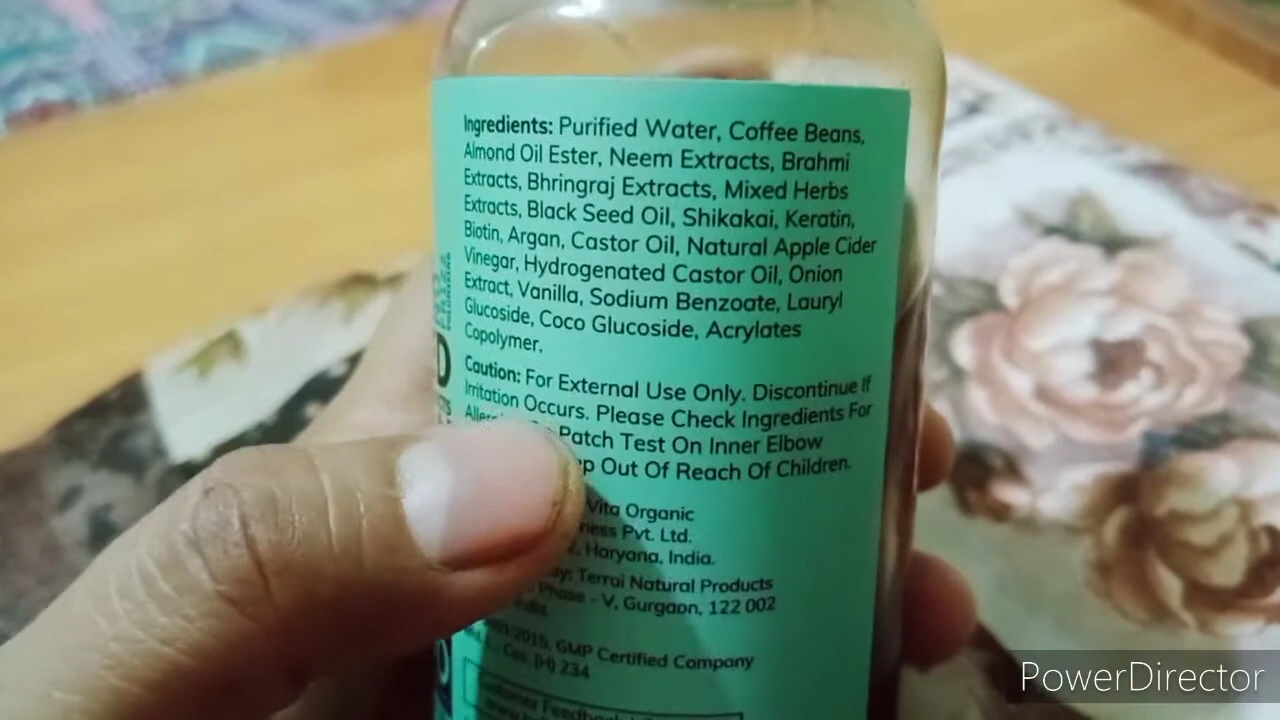 Ingredients: Purified Water, Coffee Beans,
Almond Oil Ester, Neem Extracts, Brahmi
Extracts, Bhringraj Extracts, Mixed Herbs
Extracts, Black Seed Oil, Shikakai, Keratin,
Biotin, Argan, Castor Oil, Natural Apple Cider
Vinegar, Hydrogenated Castor Oil, Onion
Extract, Vanilla, Sodium Benzoate, Lauryl
Glucoside, Coco Glucoside, Acrylates
Copolymer.
Caution: For External Use Only. Discontinue If
Irritation Occurs. Please Check Ingredients For
Patch Test On Inner Elbow
Out Of Reach Of Children.
Vita Organic
Pvt. Ltd.
Haryana, India.
Terrai Natural Products
Phase - V, Gurgaon, 122 002
GMP Certified Company
234
Feedback
PowerDirector